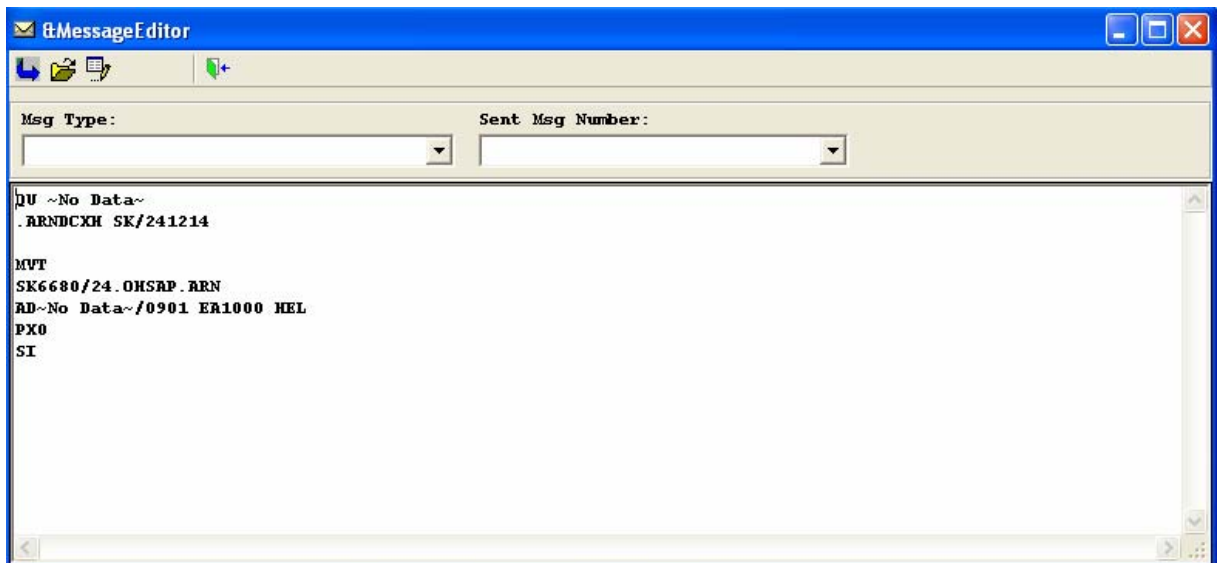 &MessageEditor
Msg Type:
Sent Msg Number:
QU ~No Data~
.ARNDCXH SK/241214
MVT
SK6680/24.OHSAP.ARN
AD~No Data~/0901 EA1000 HEL
PX0
SI